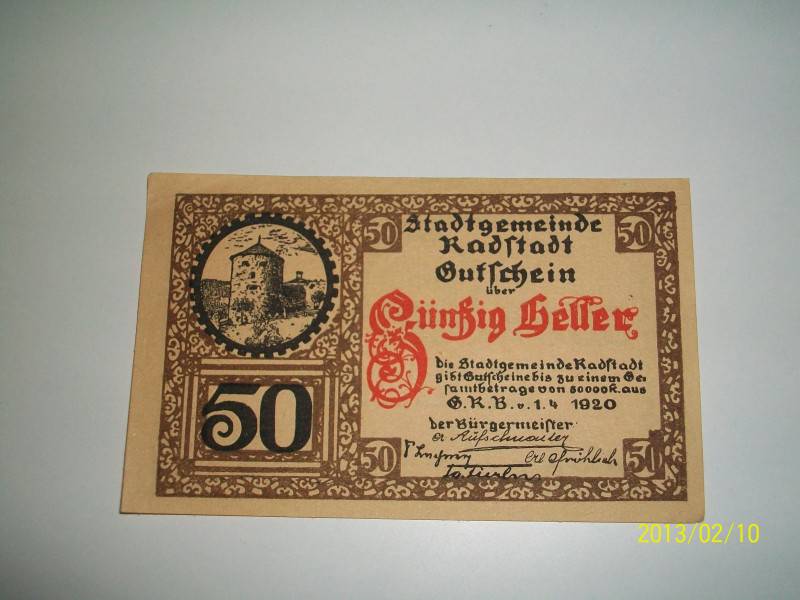 50
50
Stadtgemeinde
Radstadt
Gutschein
über
Fünfzig Heller
Die Stadtgemeinde Radstadt
gibt Gutscheine bis zu einem Ge=
samtbetrage von 50000K. aus
G.R.B. v. 1.4 1920
der Bürgermeister
50
50
50
2013/02/10